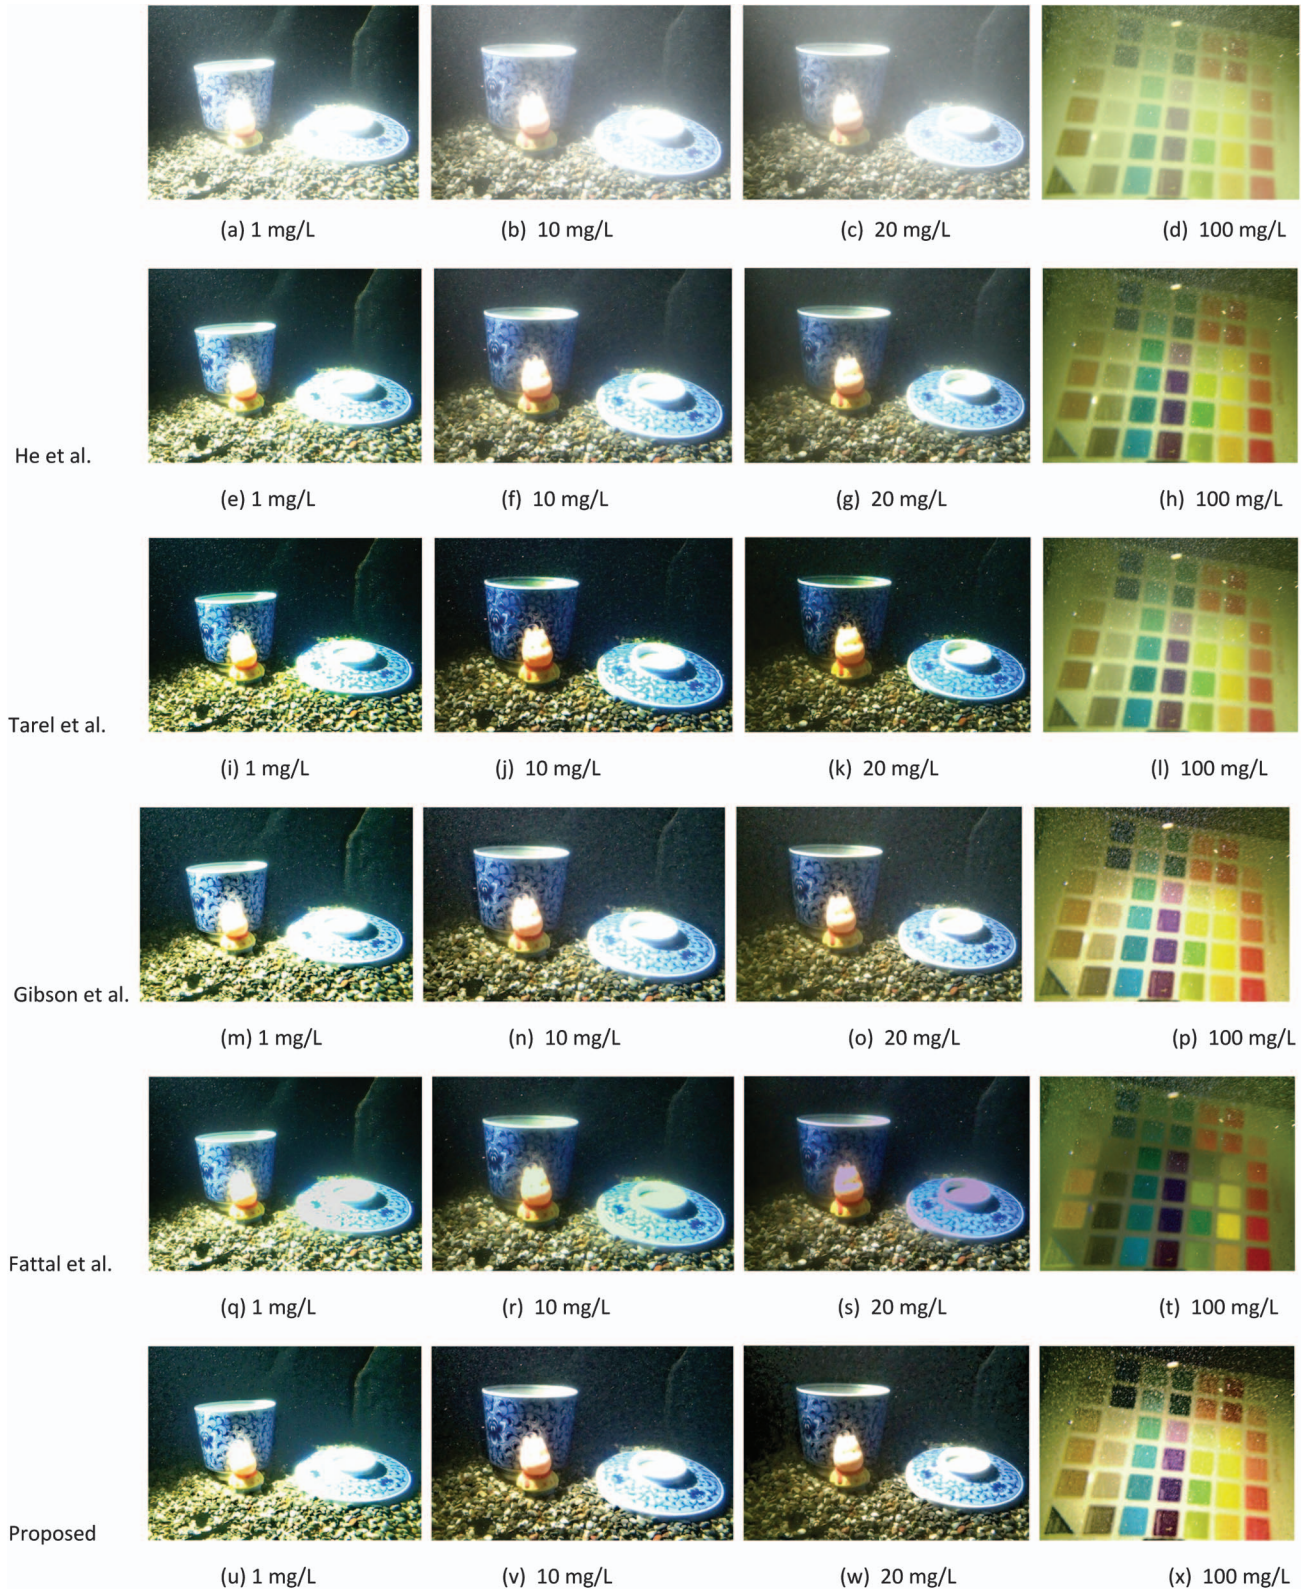 (a) 1 mg/L (b) 10 mg/L (c) 20 mg/L (d) 100 mg/L
He et al.
(e) 1 mg/L (f) 10 mg/L (g) 20 mg/L (h) 100 mg/L
Tarel et al.
(i) 1 mg/L (j) 10 mg/L (k) 20 mg/L (l) 100 mg/L
Gibson et al.
(m) 1 mg/L (n) 10 mg/L (o) 20 mg/L (p) 100 mg/L
Fattal et al.
(q) 1 mg/L (r) 10 mg/L (s) 20 mg/L (t) 100 mg/L
Proposed
(u) 1 mg/L (v) 10 mg/L (w) 20 mg/L (x) 100 mg/L